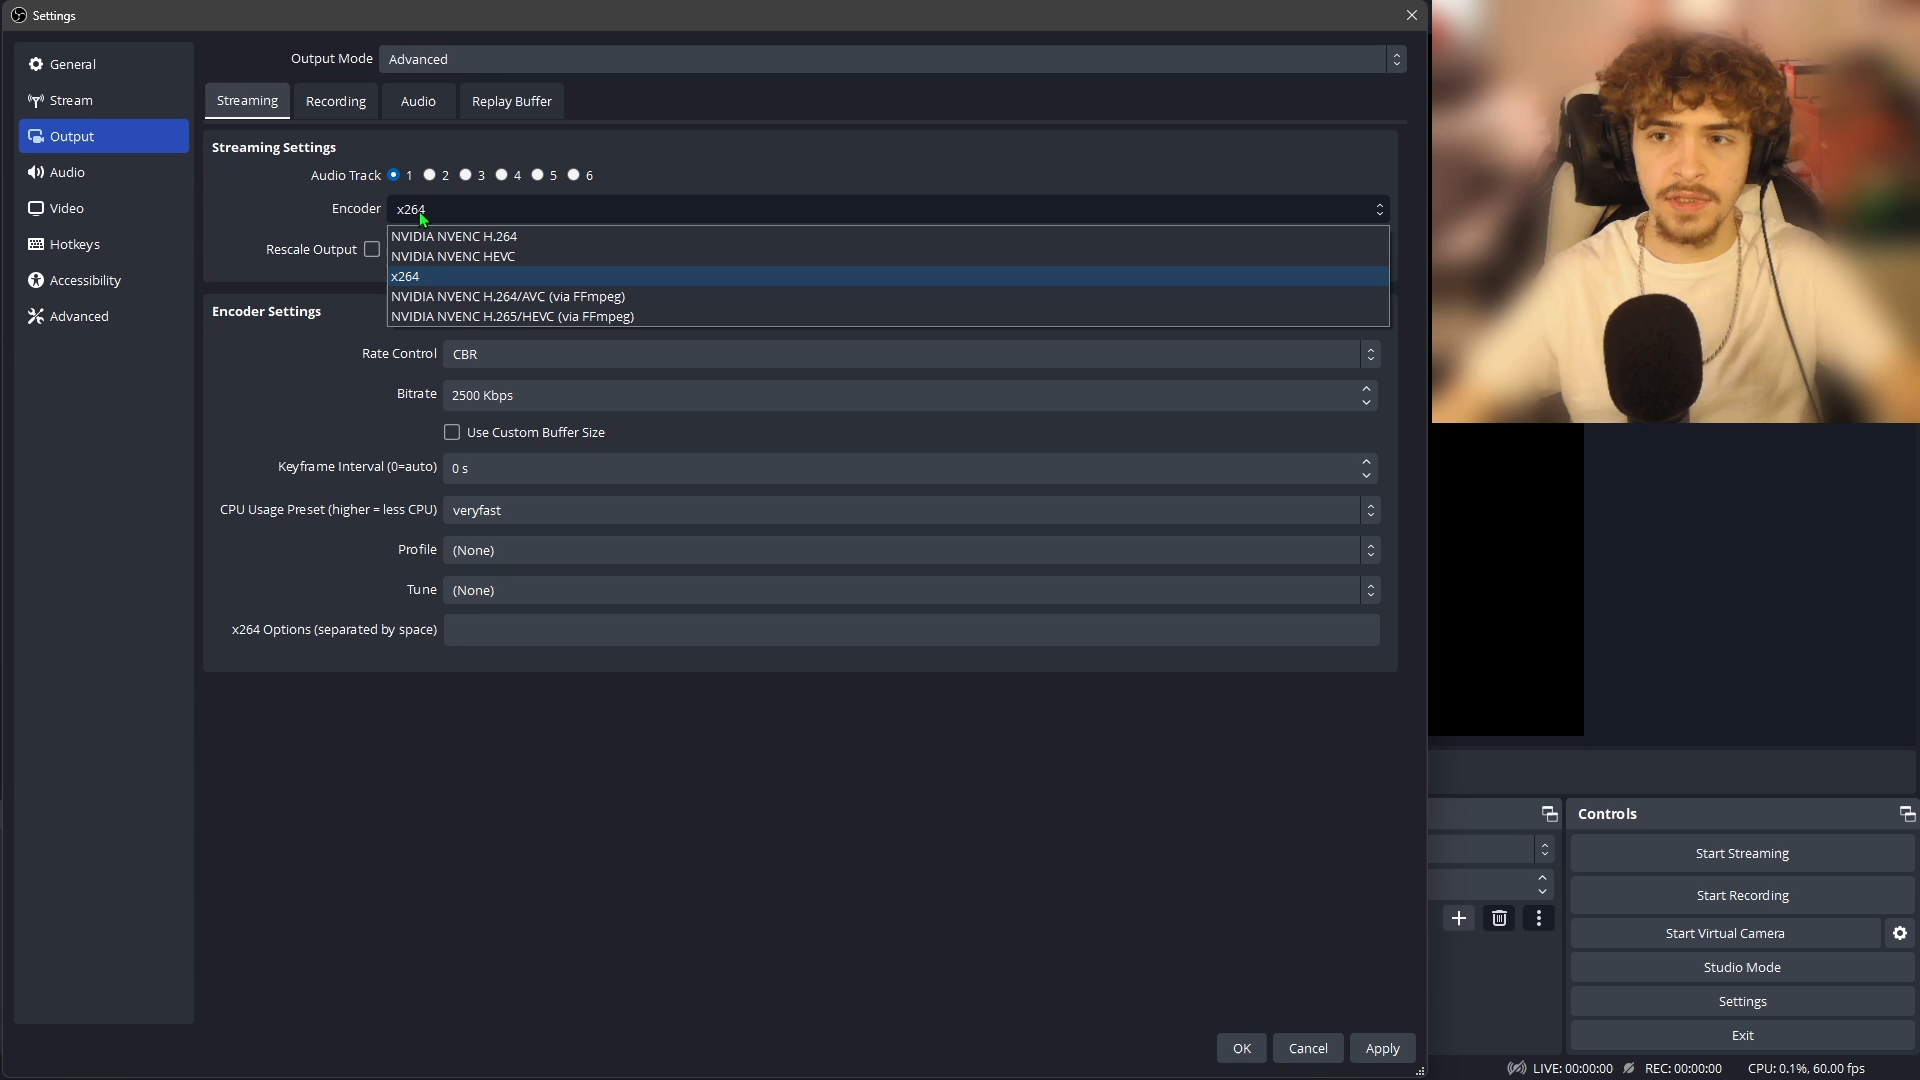 Settings
General
Stream
Output
Audio
Video
Hotkeys
Accessibility
Advanced
Output Mode Advanced
Streaming Recording Audio Replay Buffer
Streaming Settings
Audio Track 1 2 3 4 5 6
Encoder x264
NVIDIA NVENC H.264
NVIDIA NVENC HEVC
x264
NVIDIA NVENC H.264/AVC (via FFmpeg)
NVIDIA NVENC H.265/HEVC (via FFmpeg)
Rescale Output
Encoder Settings
Rate Control CBR
Bitrate 2500 Kbps
Use Custom Buffer Size
Keyframe Interval (0=auto) 0 s
CPU Usage Preset (higher = less CPU) veryfast
Profile (None)
Tune (None)
x264 Options (separated by space)
OK Cancel Apply
Controls
Start Streaming
Start Recording
Start Virtual Camera
Studio Mode
Settings
Exit
LIVE: 00:00:00 REC: 00:00:00 CPU: 0.1%, 60.00 fps